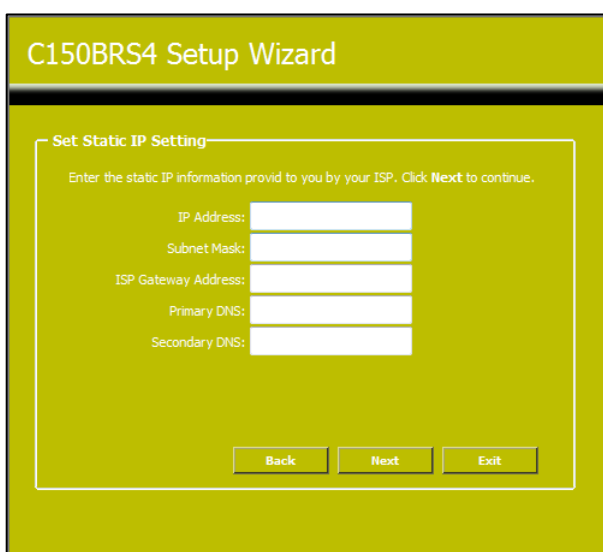 C150BRS4 Setup Wizard
Set Static IP Setting
Enter the static IP information provid to you by your ISP. Click Next to continue.
IP Address:
Subnet Mask:
ISP Gateway Address:
Primary DNS:
Secondary DNS:
Back Next Exit